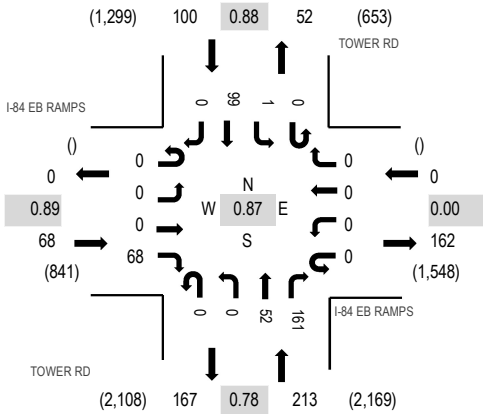 (1,299) 100 0.88 52 (653)
TOWER RD
I-84 EB RAMPS
0 99 1 0
() ()
0 0 0 0
0.89 0 W N 0.87 E S 0 0.00
68 0 0 162
(841) 68 0 (1,548)
0 0 52 161
I-84 EB RAMPS
TOWER RD
(2,108) 167 0.78 213 (2,169)